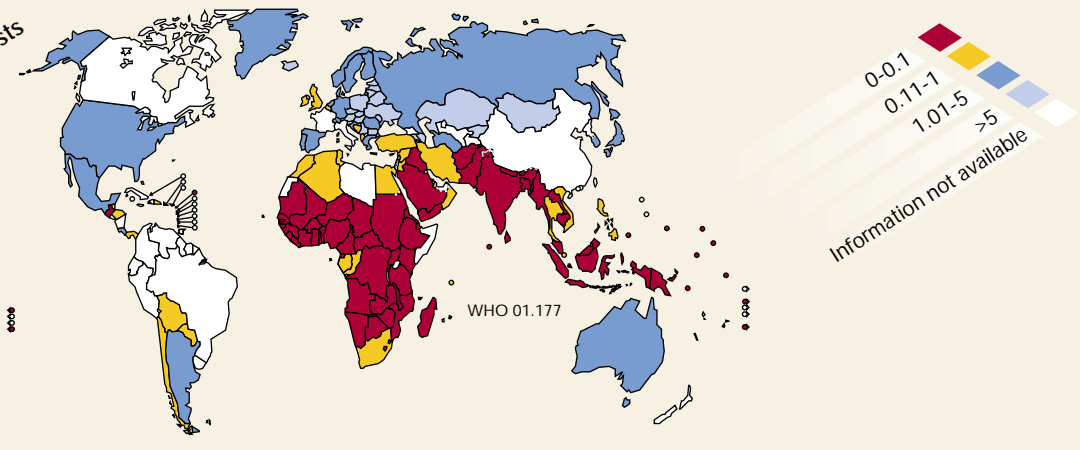 sts
0-0.1
0.11-1
1.01-5
>5
Information not available
WHO 01.177